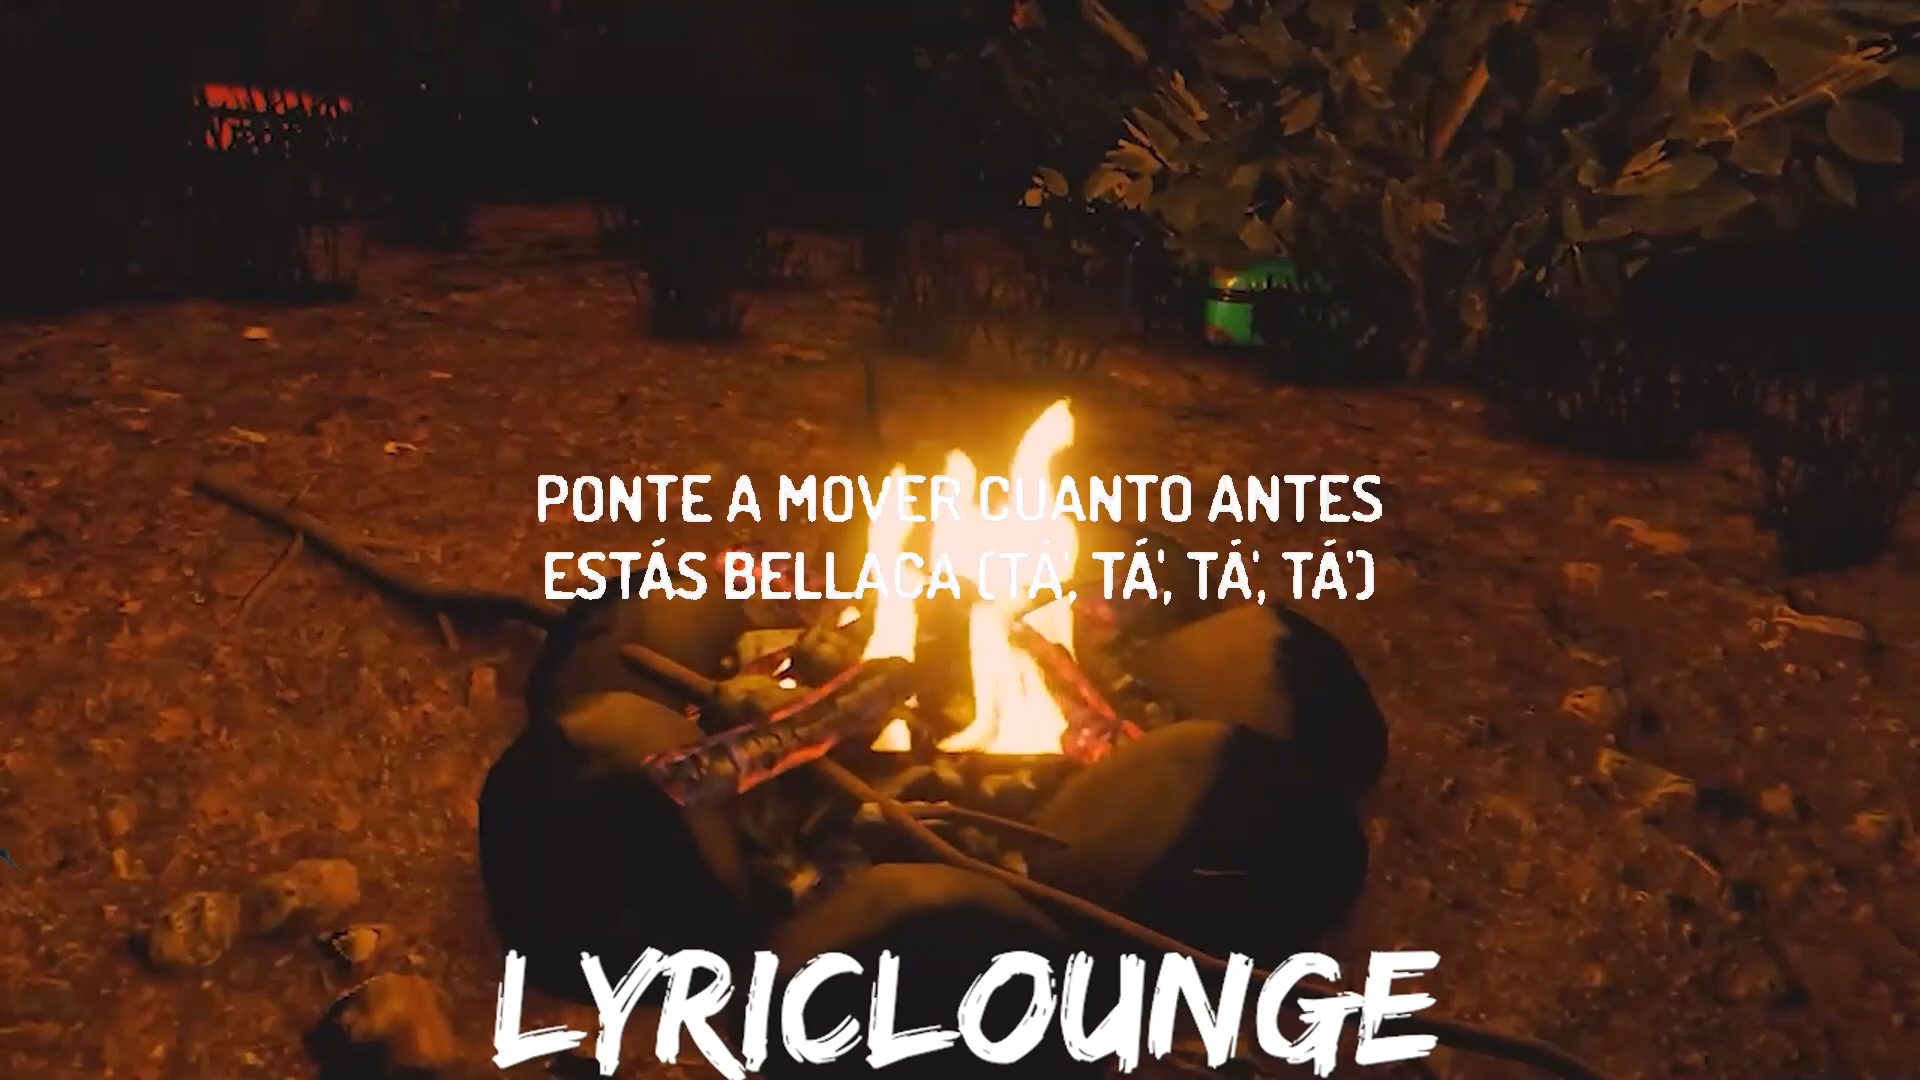 PONTE A MOVER CUANTO ANTES
ESTÁS BELLACA (TÁ', TÁ', TÁ', TÁ')
LYRICLOUNGE